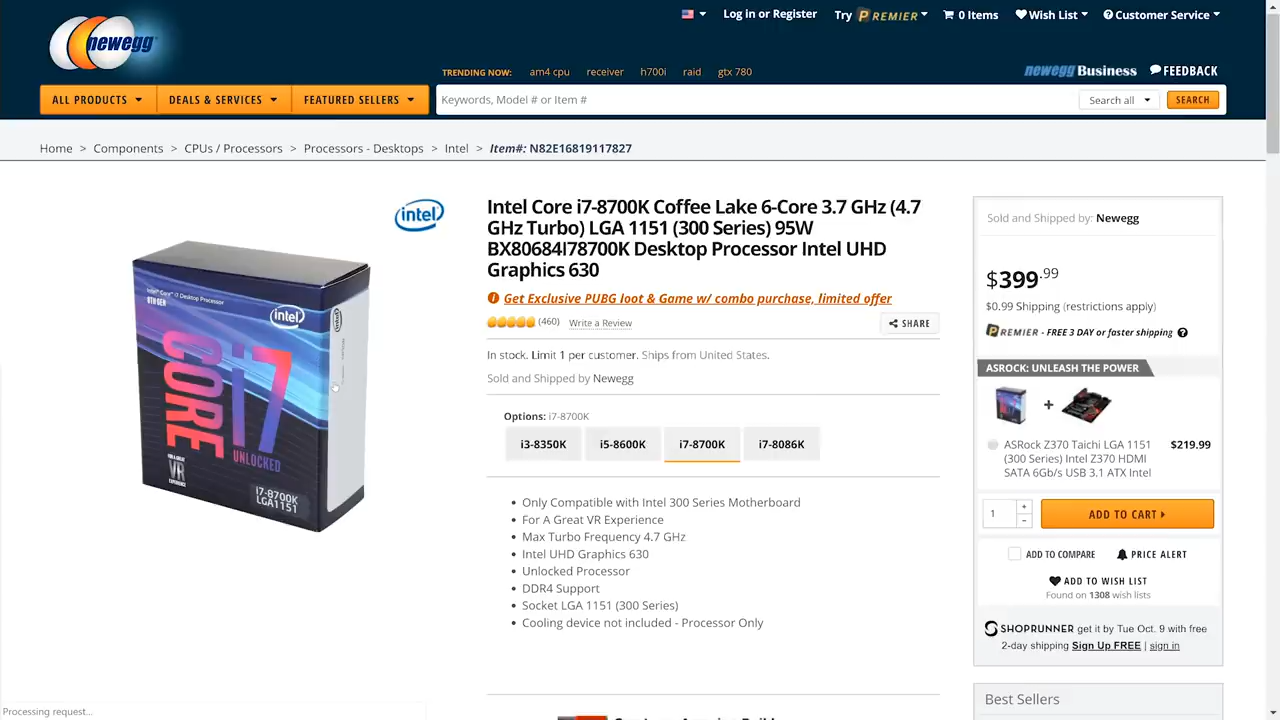 newegg
Log in or Register
Try PREMIER
0 Items
Wish List
Customer Service
TRENDING NOW: am4 cpu receiver h700i raid gtx 780
newegg Business
FEEDBACK
ALL PRODUCTS
DEALS & SERVICES
FEATURED SELLERS
Keywords, Model # or Item #
Search all
SEARCH
Home > Components > CPUs / Processors > Processors - Desktops > Intel > Item#: N82E16819117827
intel
Intel® Core™ i7 Desktop Processor
8TH GEN
intel
CORE i7
UNLOCKED
FOR A GREAT
VR
EXPERIENCE
i7-8700K
LGA1151
Intel Core i7-8700K Coffee Lake 6-Core 3.7 GHz (4.7
GHz Turbo) LGA 1151 (300 Series) 95W
BX80684I78700K Desktop Processor Intel UHD
Graphics 630
Get Exclusive PUBG loot & Game w/ combo purchase, limited offer
(460) Write a Review
SHARE
In stock. Limit 1 per customer. Ships from United States.
Sold and Shipped by Newegg
Options: i7-8700K
i3-8350K
i5-8600K
i7-8700K
i7-8086K
Only Compatible with Intel 300 Series Motherboard
For A Great VR Experience
Max Turbo Frequency 4.7 GHz
Intel UHD Graphics 630
Unlocked Processor
DDR4 Support
Socket LGA 1151 (300 Series)
Cooling device not included - Processor Only
Sold and Shipped by: Newegg
$399.99
$0.99 Shipping (restrictions apply)
PREMIER - FREE 3 DAY or faster shipping
ASROCK: UNLEASH THE POWER
+
ASRock Z370 Taichi LGA 1151 $219.99
(300 Series) Intel Z370 HDMI
SATA 6Gb/s USB 3.1 ATX Intel
1
+
-
ADD TO CART
ADD TO COMPARE
PRICE ALERT
ADD TO WISH LIST
Found on 1308 wish lists
SHOPRUNNER get it by Tue Oct. 9 with free
2-day shipping Sign Up FREE | sign in
Best Sellers
Processing request...